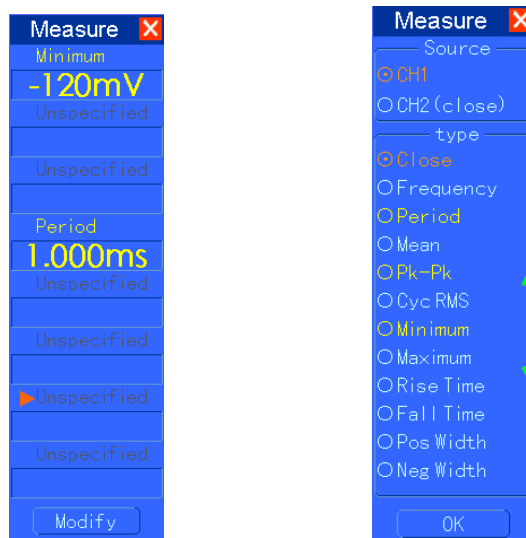 Measure
Minimum
-120mV
Unspecified
Unspecified
Period
1.000ms
Unspecified
Unspecified
Unspecified
Unspecified
Modify
Measure
Source
CH1
CH2(close)
type
Close
Frequency
Period
Mean
Pk-Pk
Cyc RMS
Minimum
Maximum
Rise Time
Fall Time
Pos Width
Neg Width
OK